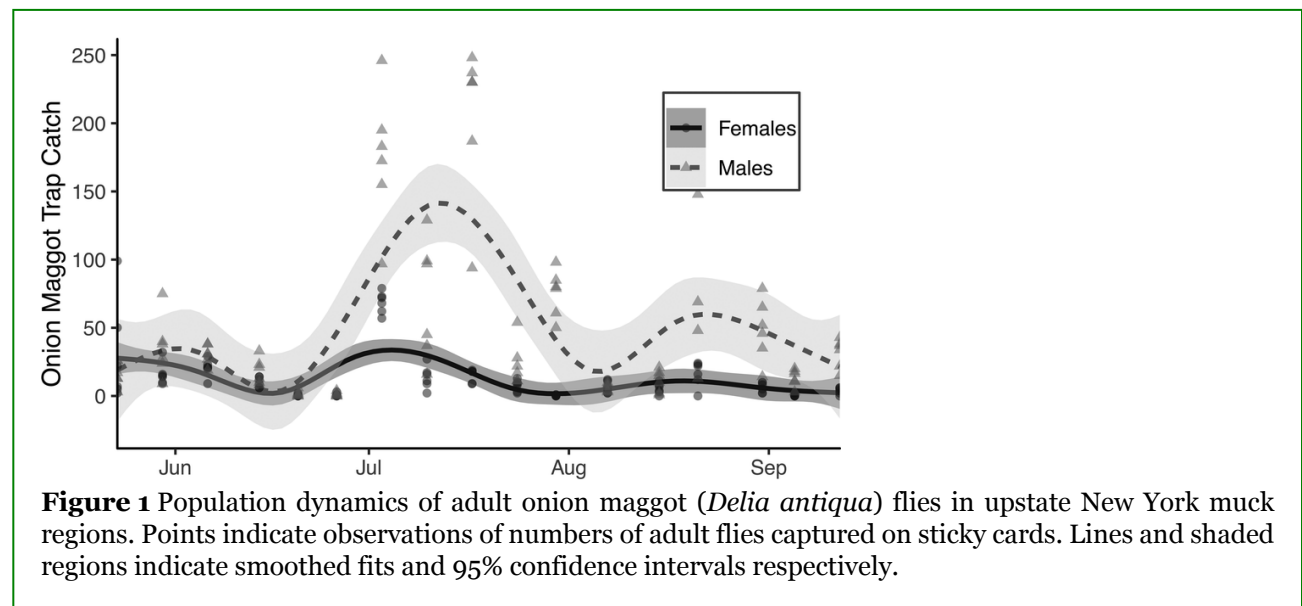 250
200
150
100
50
0
Onion Maggot Trap Catch
Females
Males
Jun Jul Aug Sep
Figure 1 Population dynamics of adult onion maggot (Delia antiqua) flies in upstate New York muck
regions. Points indicate observations of numbers of adult flies captured on sticky cards. Lines and shaded
regions indicate smoothed fits and 95% confidence intervals respectively.